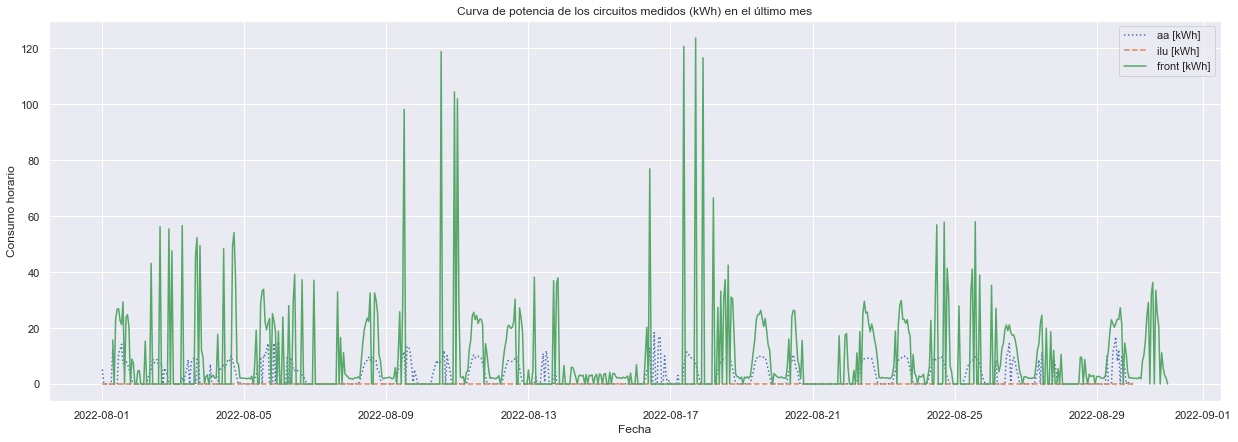 Curva de potencia de los circuitos medidos (kWh) en el último mes
aa [kWh]
ilu [kWh]
front [kWh]
120
100
80
60
40
20
0
Consumo horario
2022-08-01
2022-08-05
2022-08-09
2022-08-13
2022-08-17
2022-08-21
2022-08-25
2022-08-29
2022-09-01
Fecha